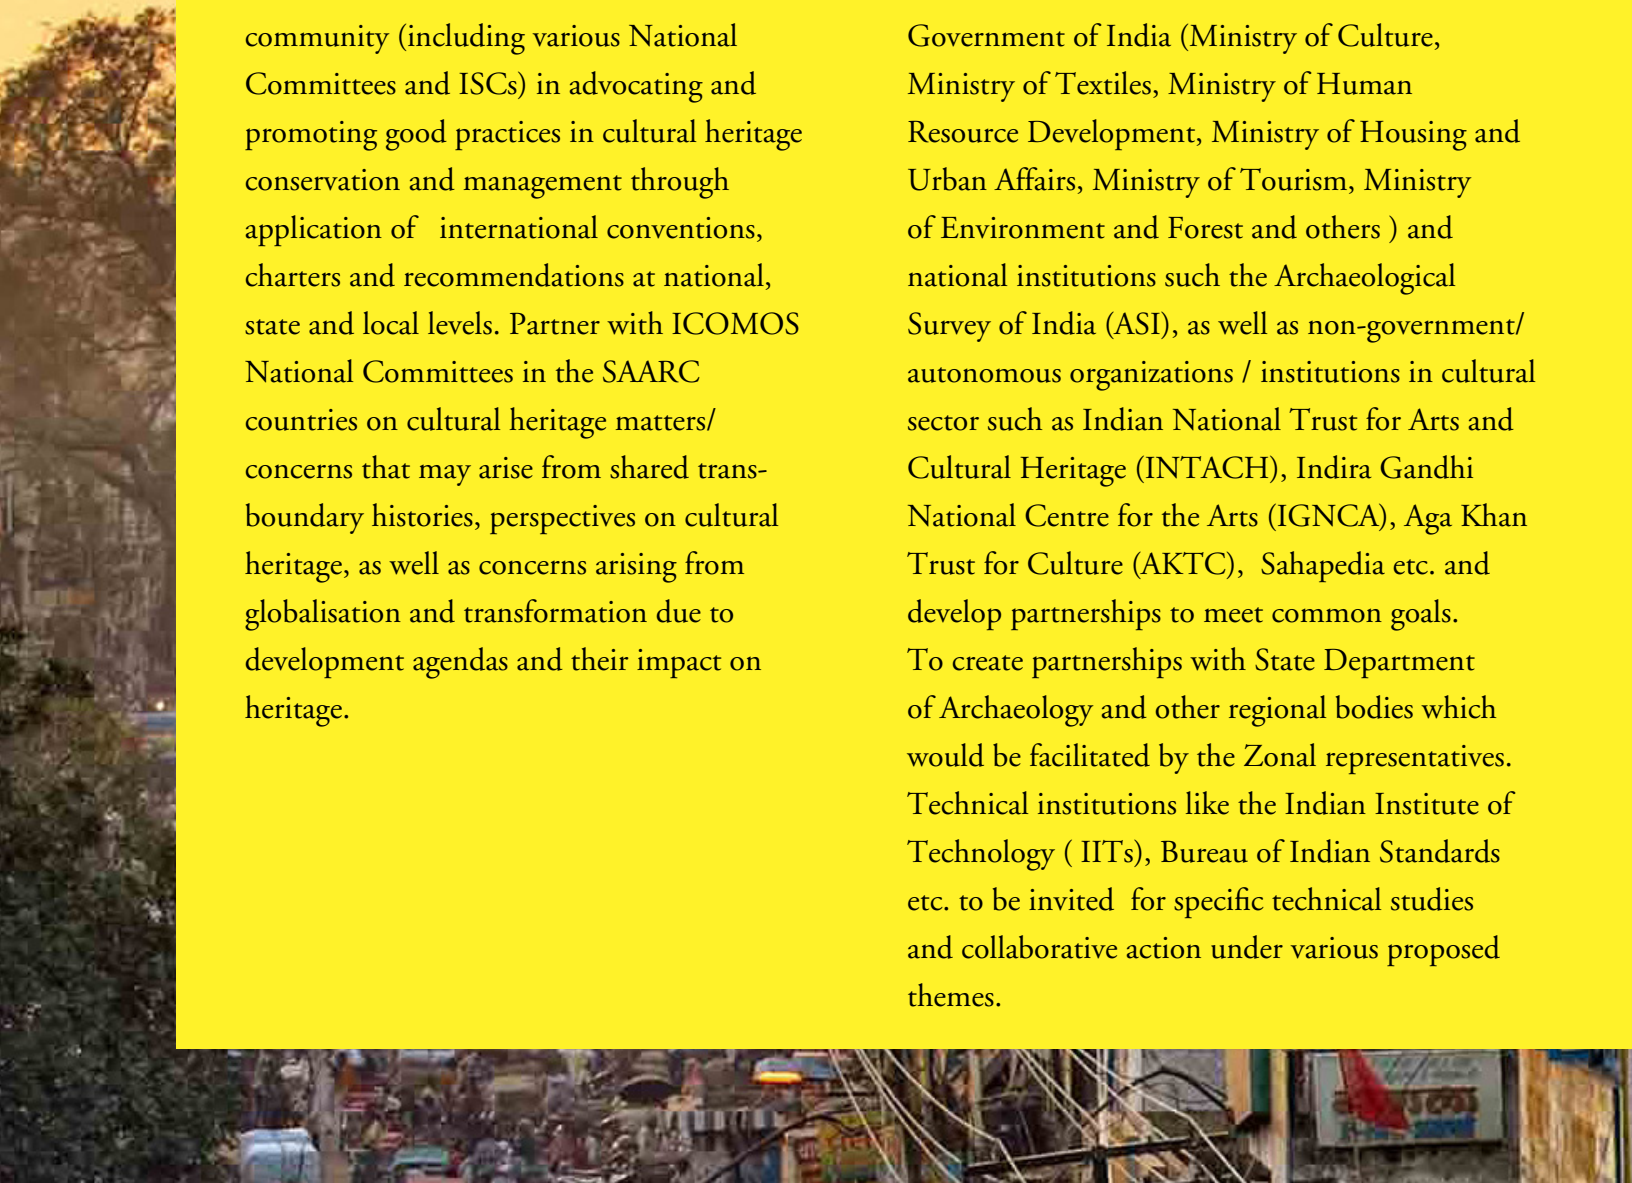 community (including various National
Committees and ISCs) in advocating and
promoting good practices in cultural heritage
conservation and management through
application of   international conventions,
charters and recommendations at national,
state and local levels. Partner with ICOMOS
National Committees in the SAARC
countries on cultural heritage matters/
concerns that may arise from shared trans-
boundary histories, perspectives on cultural
heritage, as well as concerns arising from
globalisation and transformation due to
development agendas and their impact on
heritage.
Government of India (Ministry of Culture,
Ministry of Textiles, Ministry of Human
Resource Development, Ministry of Housing and
Urban Affairs, Ministry of Tourism, Ministry
of Environment and Forest and others ) and
national institutions such the Archaeological
Survey of India (ASI), as well as non-government/
autonomous organizations / institutions in cultural
sector such as Indian National Trust for Arts and
Cultural Heritage (INTACH), Indira Gandhi
National Centre for the Arts (IGNCA), Aga Khan
Trust for Culture (AKTC),  Sahapedia etc. and
develop partnerships to meet common goals.
To create partnerships with State Department
of Archaeology and other regional bodies which
would be facilitated by the Zonal representatives.
Technical institutions like the Indian Institute of
Technology ( IITs), Bureau of Indian Standards
etc. to be invited  for specific technical studies
and collaborative action under various proposed
themes.